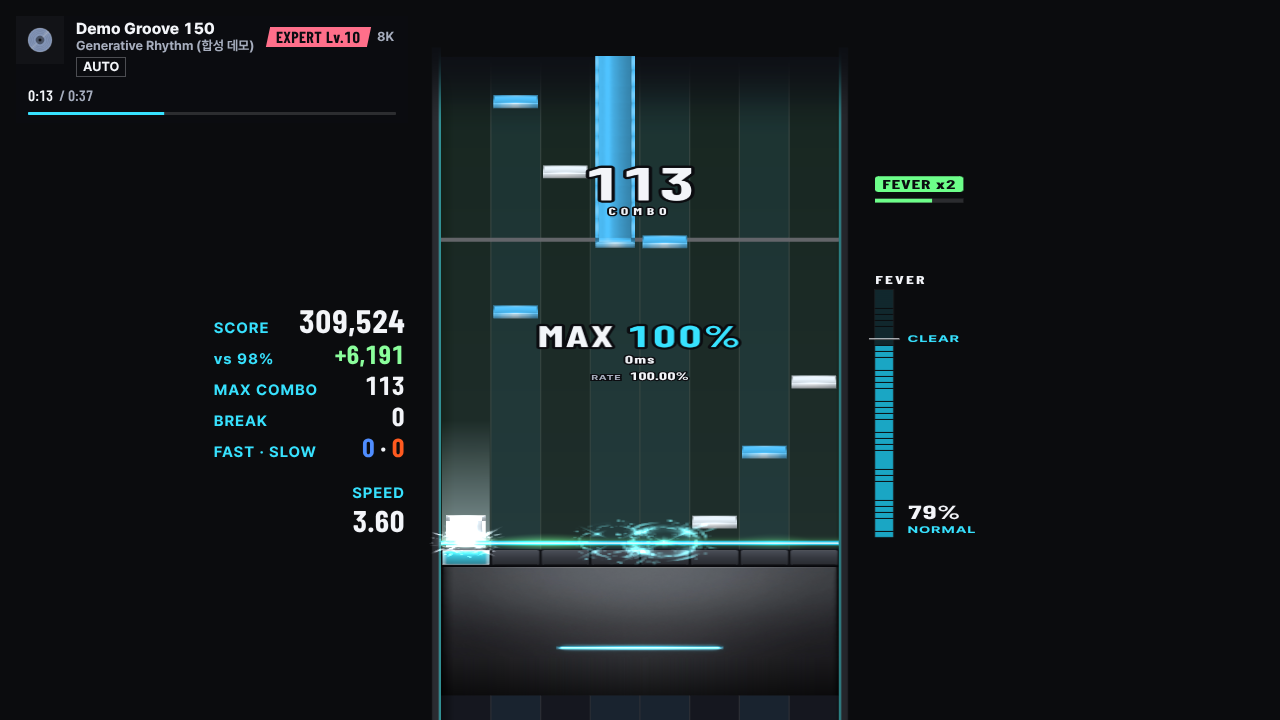 Demo Groove 150
Generative Rhythm (합성 데모)
EXPERT Lv.10 8K
AUTO
0:13 / 0:37
113
COMBO
FEVER x2
FEVER
CLEAR
SCORE 309,524
vs 98% +6,191
MAX COMBO 113
BREAK 0
FAST · SLOW 0 · 0
SPEED
3.60
MAX 100%
0ms
RATE 100.00%
79%
NORMAL